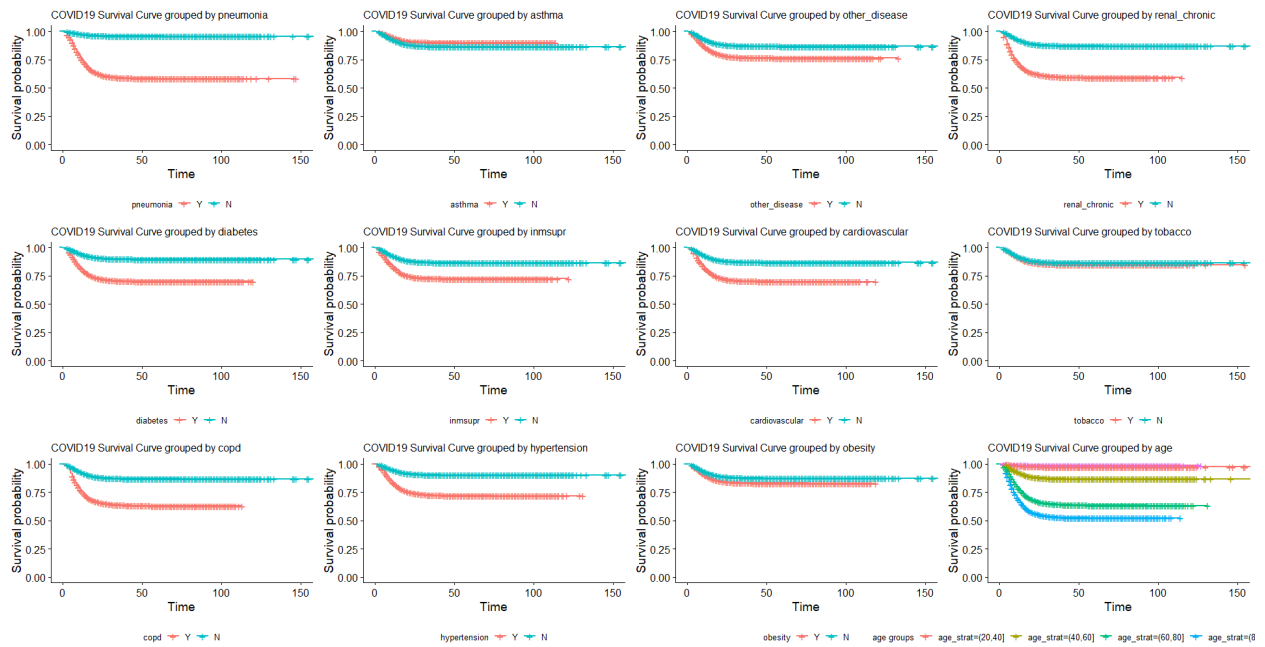 COVID19 Survival Curve grouped by pneumonia
Survival probability
1.00
0.75
0.50
0.25
0.00
0 50 100 150
Time
pneumonia Y N
COVID19 Survival Curve grouped by asthma
Survival probability
1.00
0.75
0.50
0.25
0.00
0 50 100 150
Time
asthma Y N
COVID19 Survival Curve grouped by other_disease
Survival probability
1.00
0.75
0.50
0.25
0.00
0 50 100 150
Time
other_disease Y N
COVID19 Survival Curve grouped by renal_chronic
Survival probability
1.00
0.75
0.50
0.25
0.00
0 50 100 150
Time
renal_chronic Y N
COVID19 Survival Curve grouped by diabetes
Survival probability
1.00
0.75
0.50
0.25
0.00
0 50 100 150
Time
diabetes Y N
COVID19 Survival Curve grouped by inmsupr
Survival probability
1.00
0.75
0.50
0.25
0.00
0 50 100 150
Time
inmsupr Y N
COVID19 Survival Curve grouped by cardiovascular
Survival probability
1.00
0.75
0.50
0.25
0.00
0 50 100 150
Time
cardiovascular Y N
COVID19 Survival Curve grouped by tobacco
Survival probability
1.00
0.75
0.50
0.25
0.00
0 50 100 150
Time
tobacco Y N
COVID19 Survival Curve grouped by copd
Survival probability
1.00
0.75
0.50
0.25
0.00
0 50 100 150
Time
copd Y N
COVID19 Survival Curve grouped by hypertension
Survival probability
1.00
0.75
0.50
0.25
0.00
0 50 100 150
Time
hypertension Y N
COVID19 Survival Curve grouped by obesity
Survival probability
1.00
0.75
0.50
0.25
0.00
0 50 100 150
Time
obesity Y N
COVID19 Survival Curve grouped by age
Survival probability
1.00
0.75
0.50
0.25
0.00
0 50 100 150
Time
age groups age_strat=(20,40] age_strat=(40,60] age_strat=(60,80] age_strat=(8